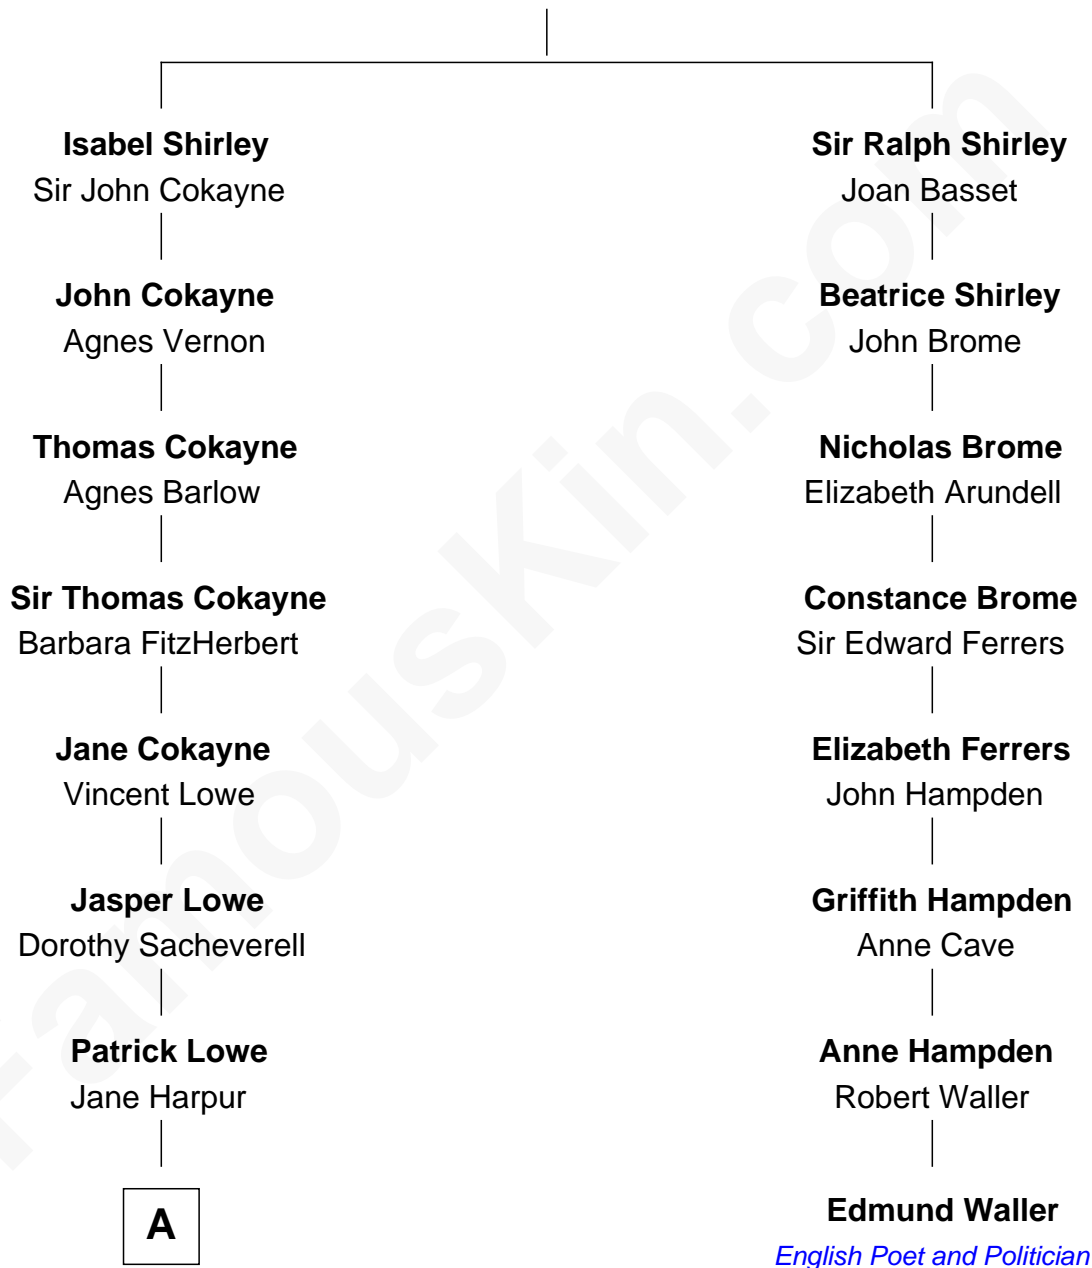 Isabel Shirley
Sir John Cokayne
John Cokayne
Agnes Vernon
Thomas Cokayne
Agnes Barlow
Sir Thomas Cokayne
Barbara FitzHerbert
Jane Cokayne
Vincent Lowe
Jasper Lowe
Dorothy Sacheverell
Patrick Lowe
Jane Harpur
A
Sir Ralph Shirley
Joan Basset
Beatrice Shirley
John Brome
Nicholas Brome
Elizabeth Arundell
Constance Brome
Sir Edward Ferrers
Elizabeth Ferrers
John Hampden
Griffith Hampden
Anne Cave
Anne Hampden
Robert Waller
Edmund Waller
English Poet and Politician
FamousKin.com